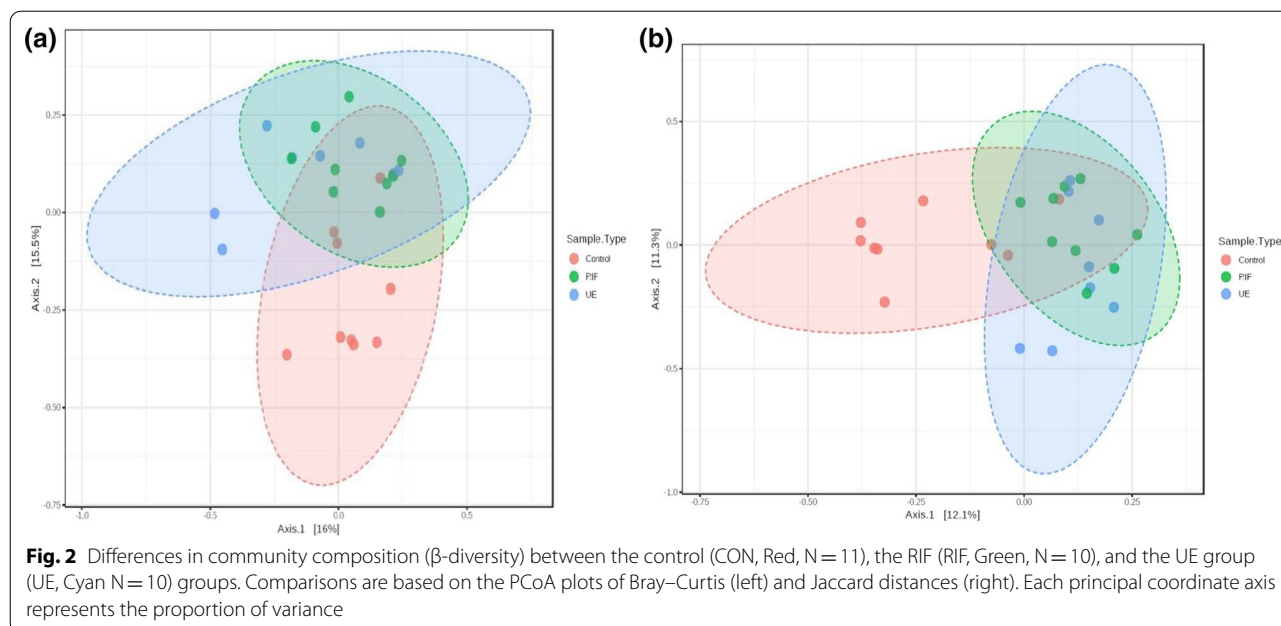 (a)
0.25
0.00
-0.25
-0.50
-0.75
-1.0
-0.5
0.0
0.5
Axis.2 [15.5%]
Axis.1 [16%]
Sample.Type
Control
RIF
UE
(b)
0.5
0.0
-0.5
-1.0
-0.75
-0.50
-0.25
0.00
0.25
Axis.2 [11.3%]
Axis.1 [12.1%]
Sample.Type
Control
RIF
UE
Fig. 2 Differences in community composition (β-diversity) between the control (CON, Red, N = 11), the RIF (RIF, Green, N = 10), and the UE group
(UE, Cyan N = 10) groups. Comparisons are based on the PCoA plots of Bray–Curtis (left) and Jaccard distances (right). Each principal coordinate axis
represents the proportion of variance